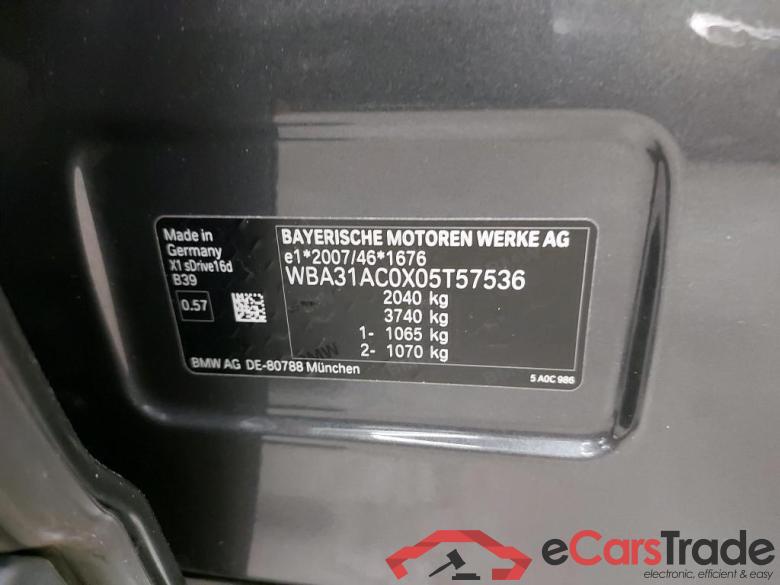 Made in
Germany
X1 sDrive16d
B39
0.57
BAYERISCHE MOTOREN WERKE AG
e1*2007/46*1676
WBA31AC0X05T57536
2040 kg
3740 kg
1- 1065 kg
2- 1070 kg
BMW AG DE-80788 München
5 A0C 986
eCarsTrade
electronic, efficient & easy